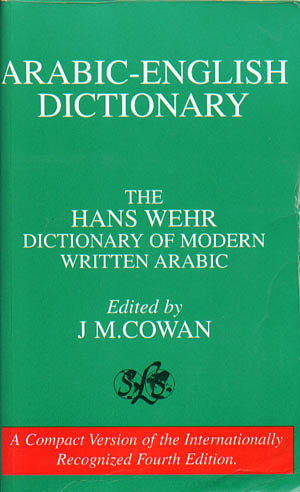 ARABIC-ENGLISH
DICTIONARY
THE
HANS WEHR
DICTIONARY OF MODERN
WRITTEN ARABIC
Edited by
J M.COWAN
SLS
A Compact Version of the Internationally
Recognized Fourth Edition.